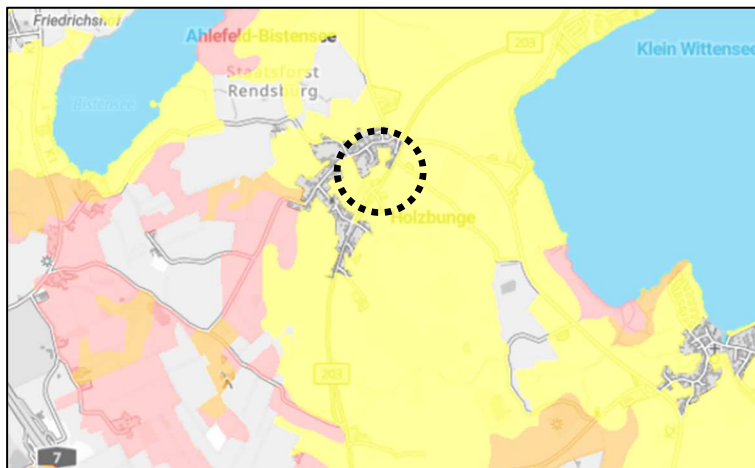 Friedrichshof
203
Ahlefeld-Bistensee
Klein Wittensee
Staatsforst
Rendsburg
Bistensee
Holzbunge
203
7